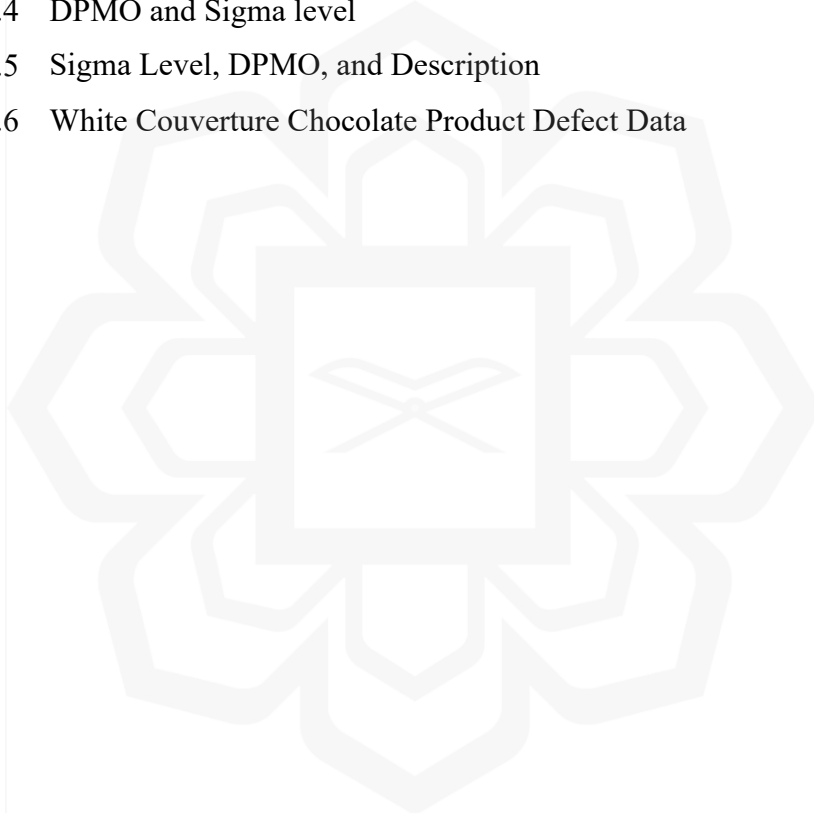 .4 DPMO and Sigma level
.5 Sigma Level, DPMO, and Description
.6 White Couverture Chocolate Product Defect Data